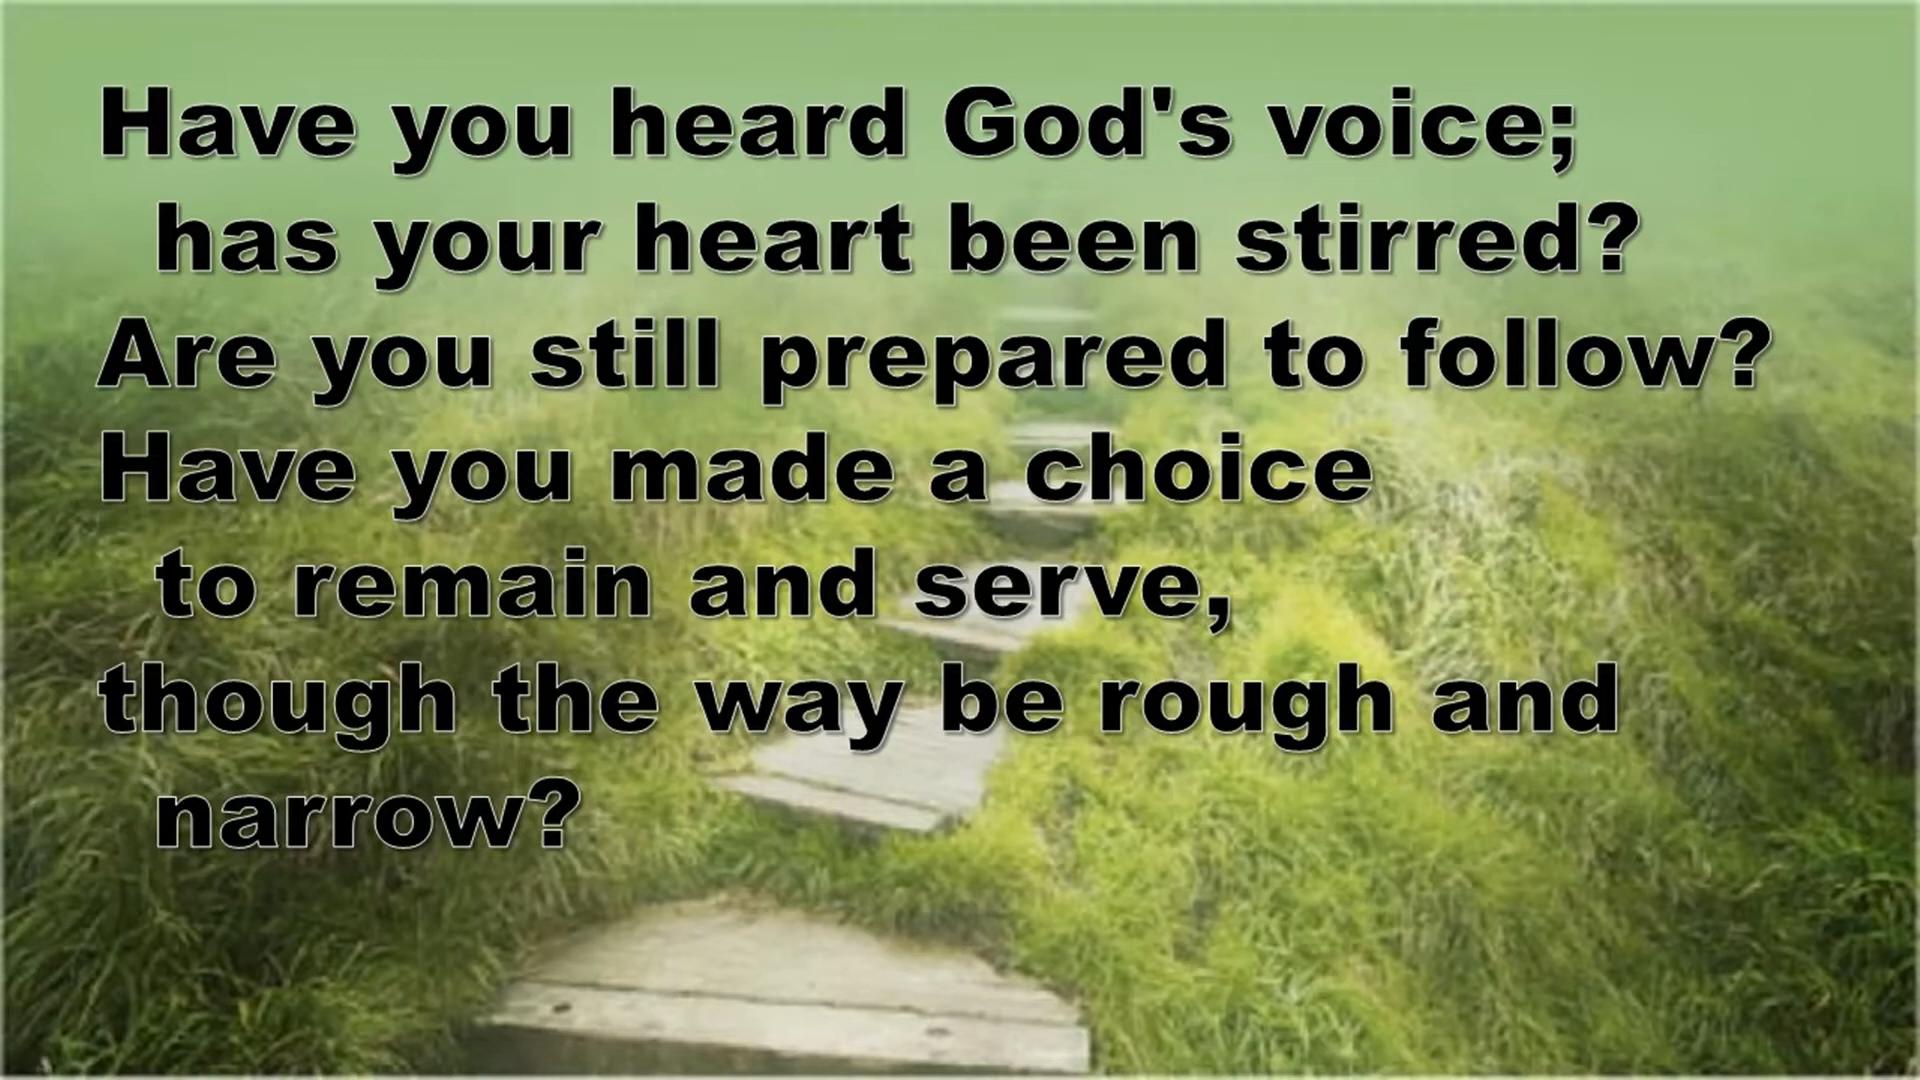 Have you heard God's voice;
has your heart been stirred?
Are you still prepared to follow?
Have you made a choice
to remain and serve,
though the way be rough and
narrow?